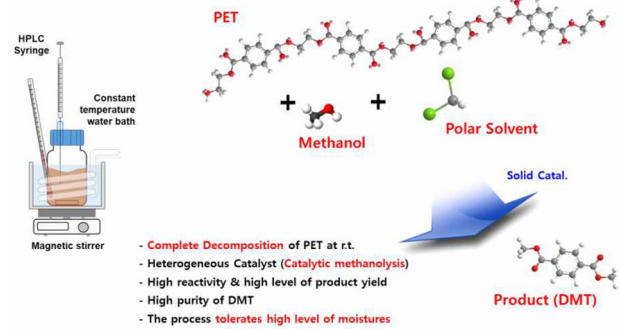 PET
HPLC
Syringe
Constant
temperature
water bath
Methanol
Polar Solvent
Solid Catal.
Magnetic stirrer
- Complete Decomposition of PET at r.t.
- Heterogeneous Catalyst (Catalytic methanolysis)
- High reactivity & high level of product yield
- High purity of DMT
- The process tolerates high level of moistures
Product (DMT)